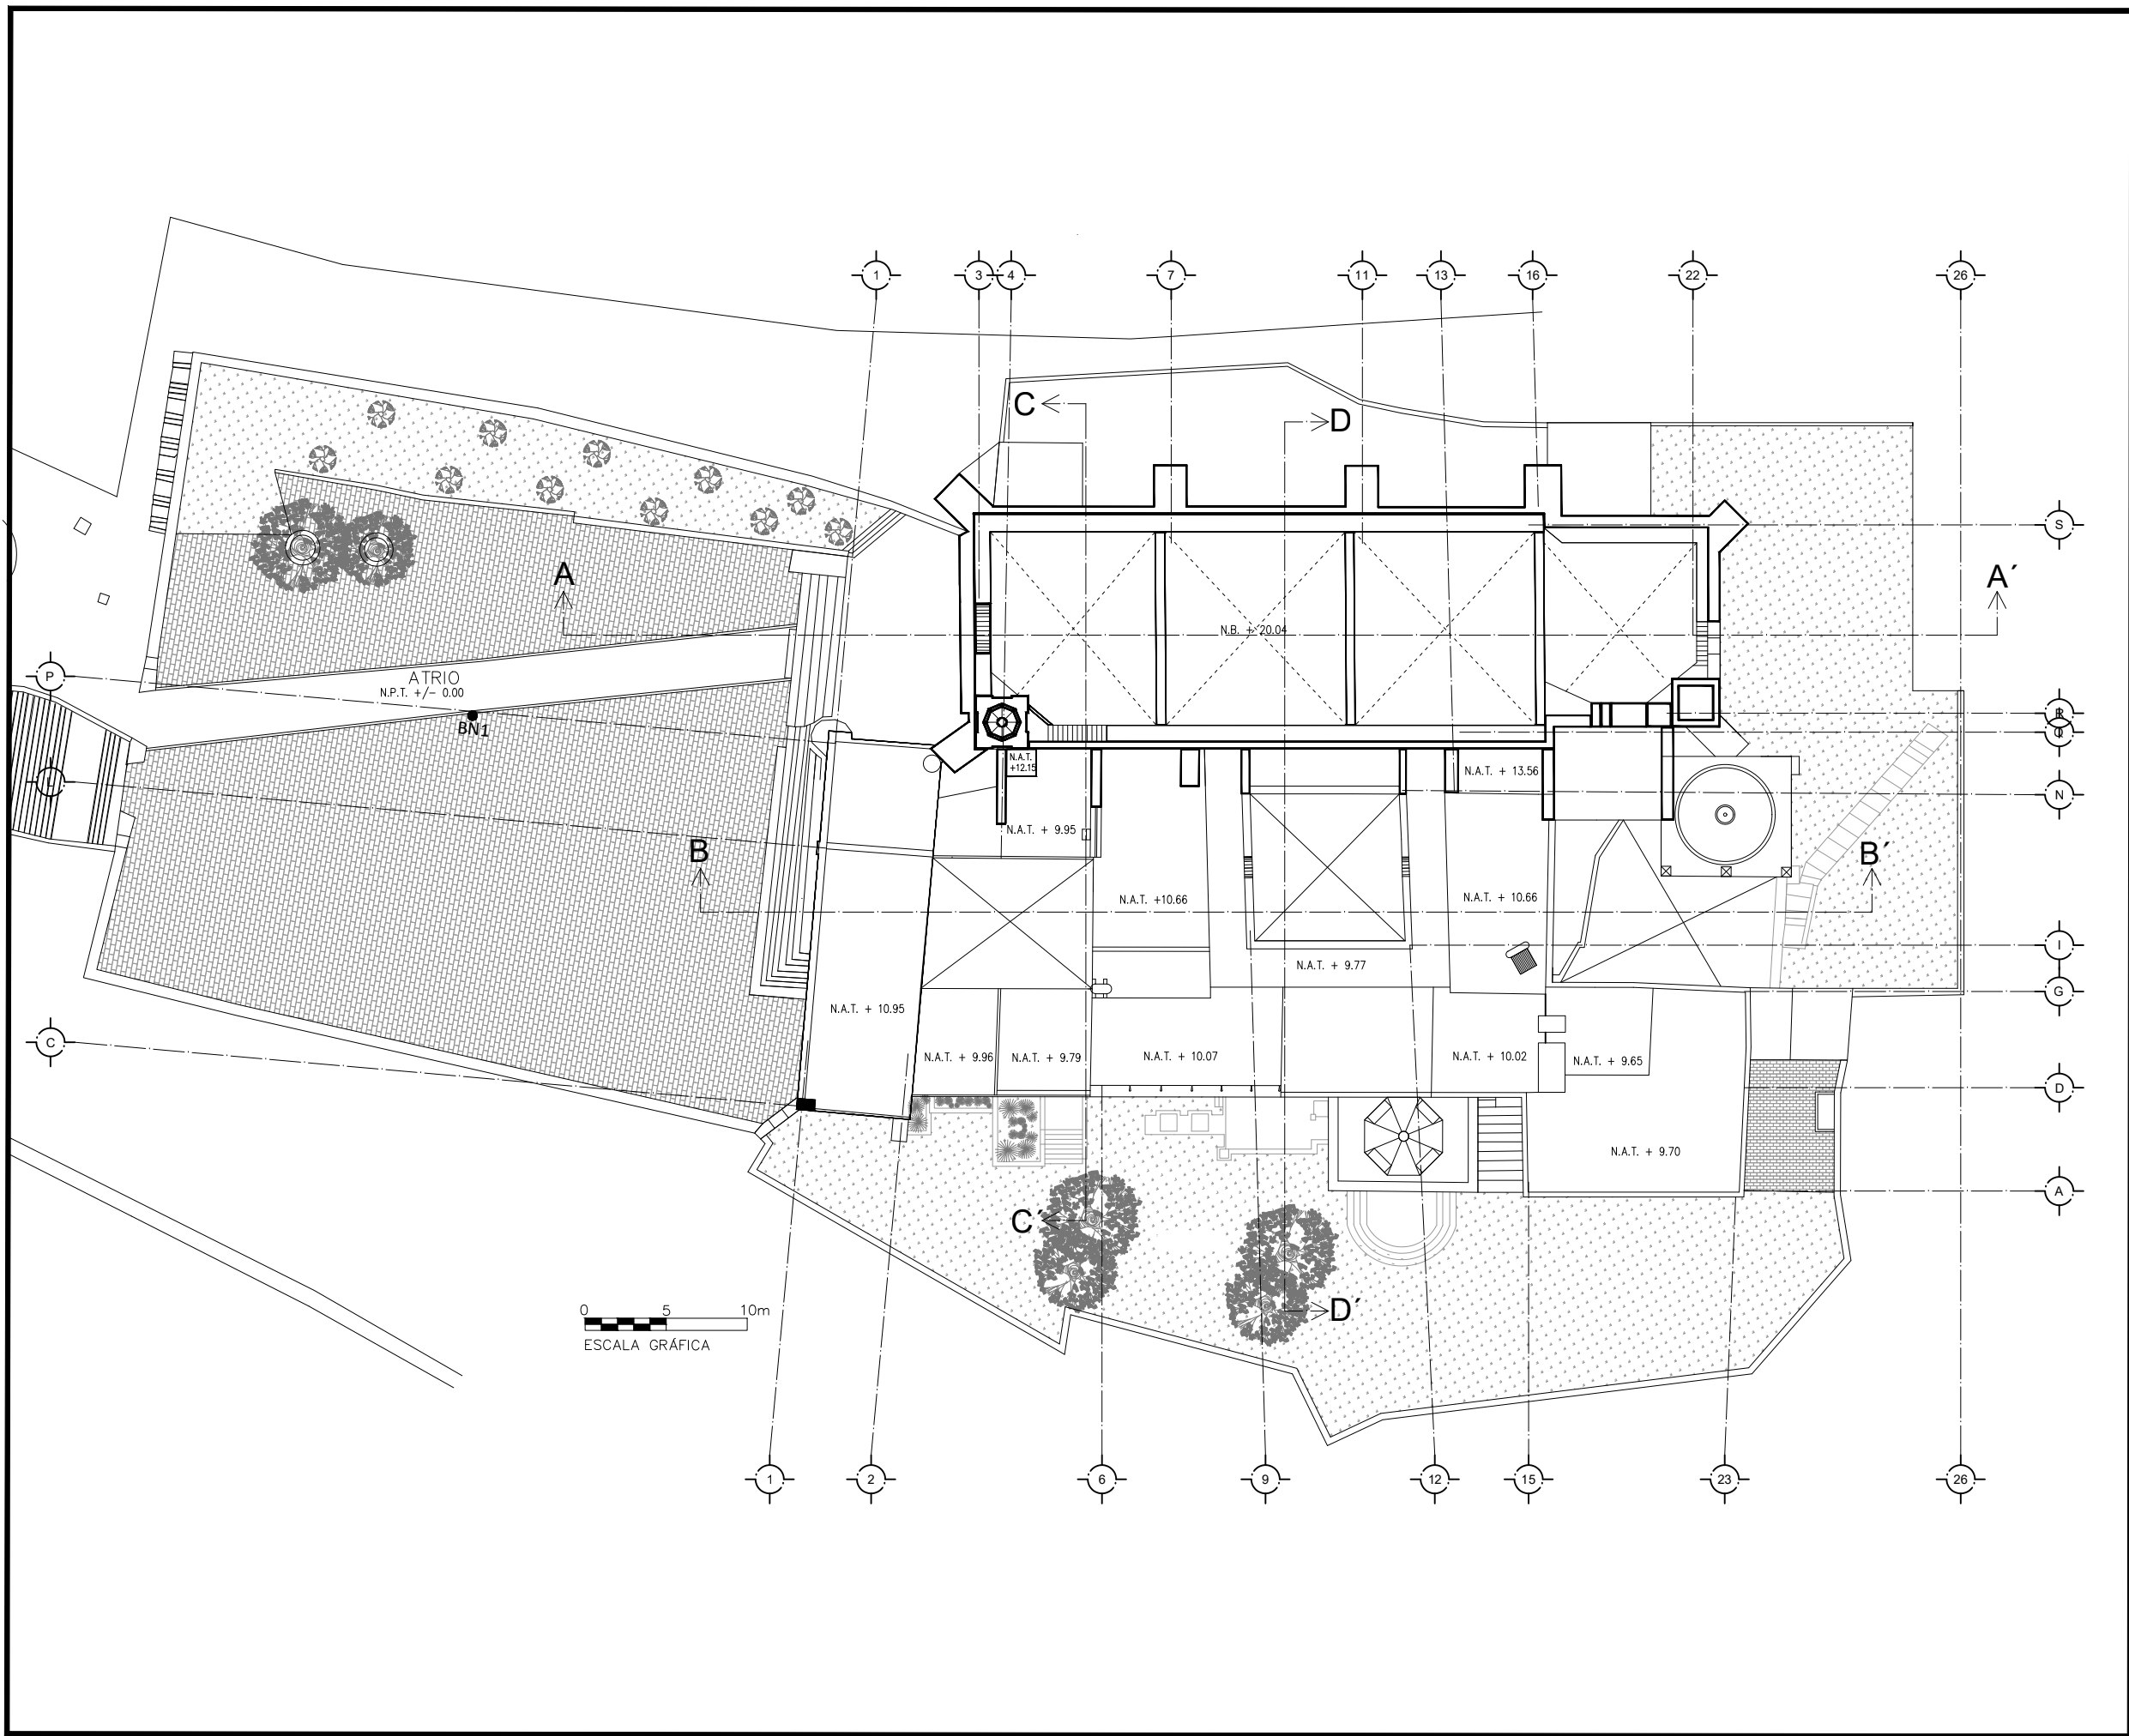 1
3
4
7
11
13
16
22
26
C
D
S
A
A´
N.B. + 20.04
P
ATRIO
N.P.T. +/- 0.00
BN1
R
Q
N.A.T.
+12.15
N.A.T. + 13.56
L
N
N.A.T. + 9.95
B
B´
N.A.T. +10.66
N.A.T. + 10.66
I
N.A.T. + 9.77
G
N.A.T. + 10.95
C
N.A.T. + 9.96
N.A.T. + 9.79
N.A.T. + 10.07
N.A.T. + 10.02
N.A.T. + 9.65
D
N.A.T. + 9.70
A
C´
D´
0 5 10m
ESCALA GRÁFICA
1
2
6
9
12
15
23
26